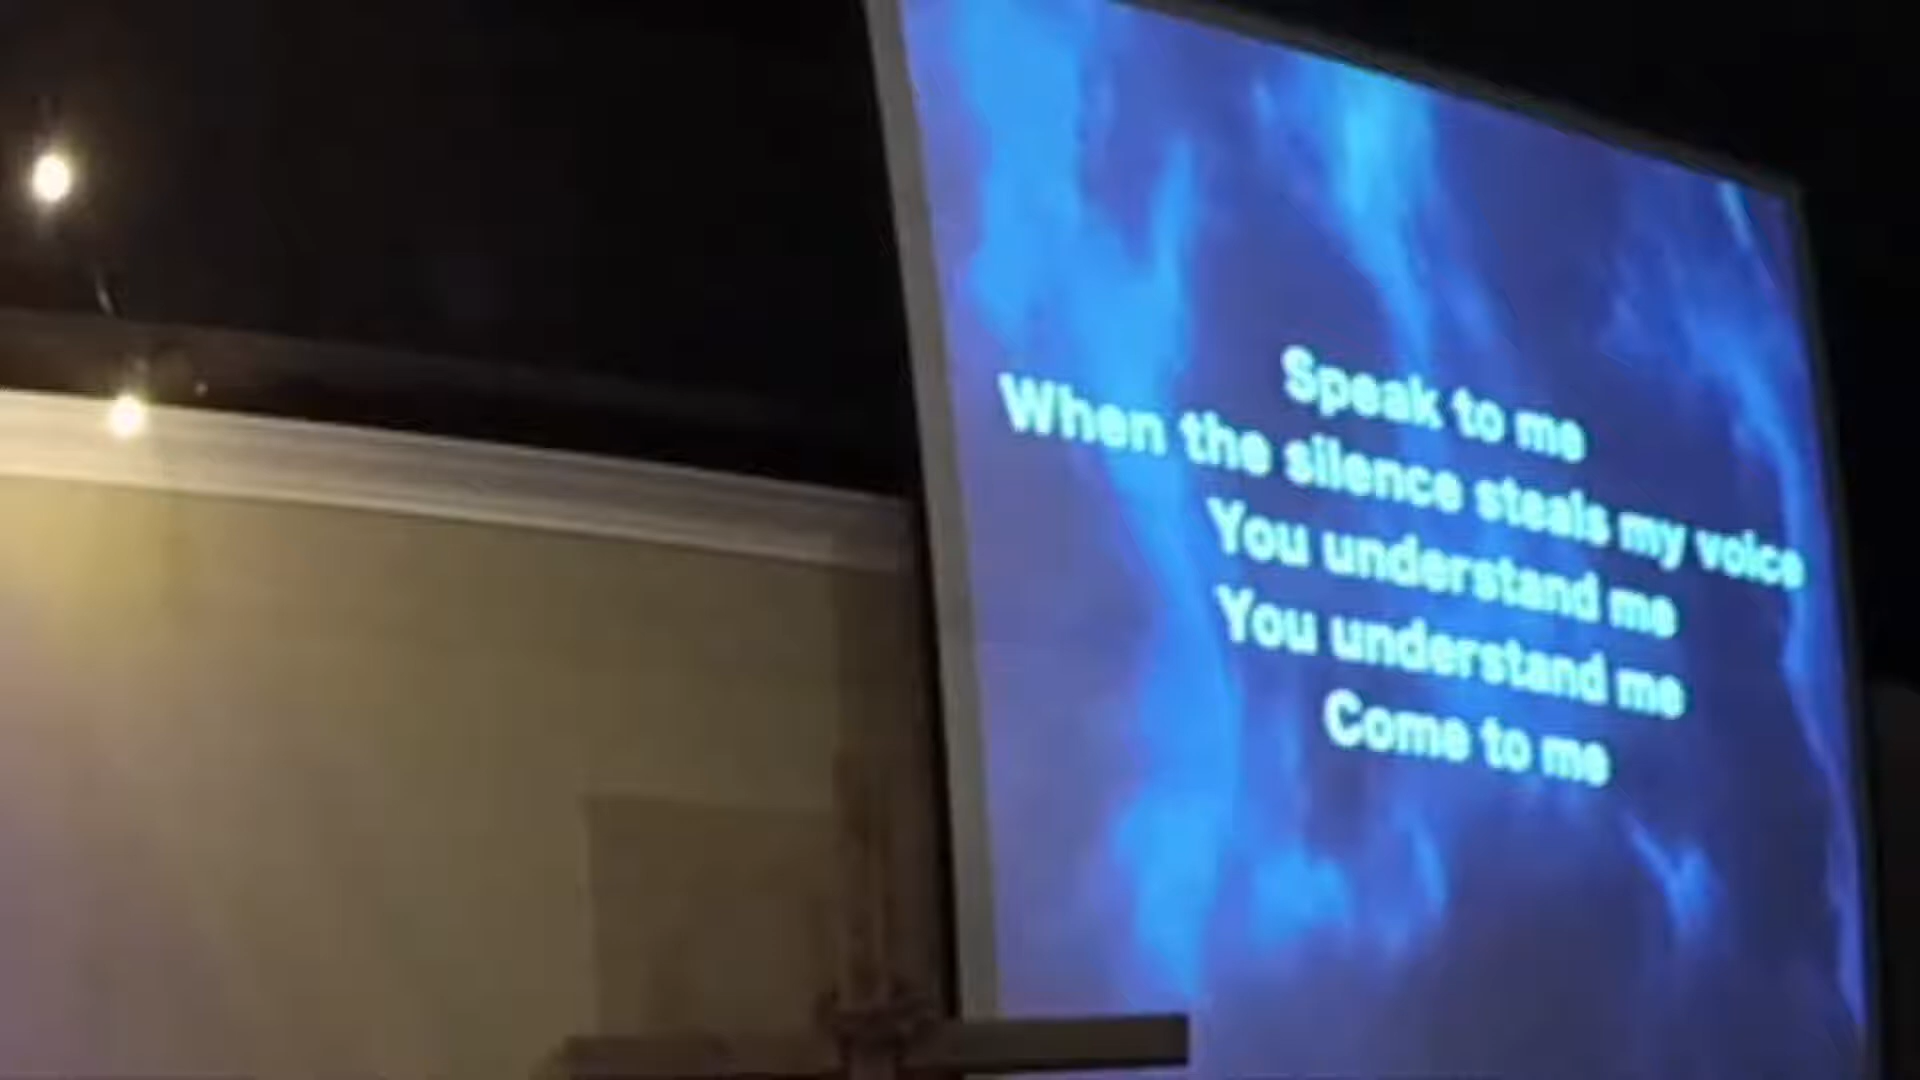 Speak to me
When the silence steals my voice
You understand me
You understand me
Come to me